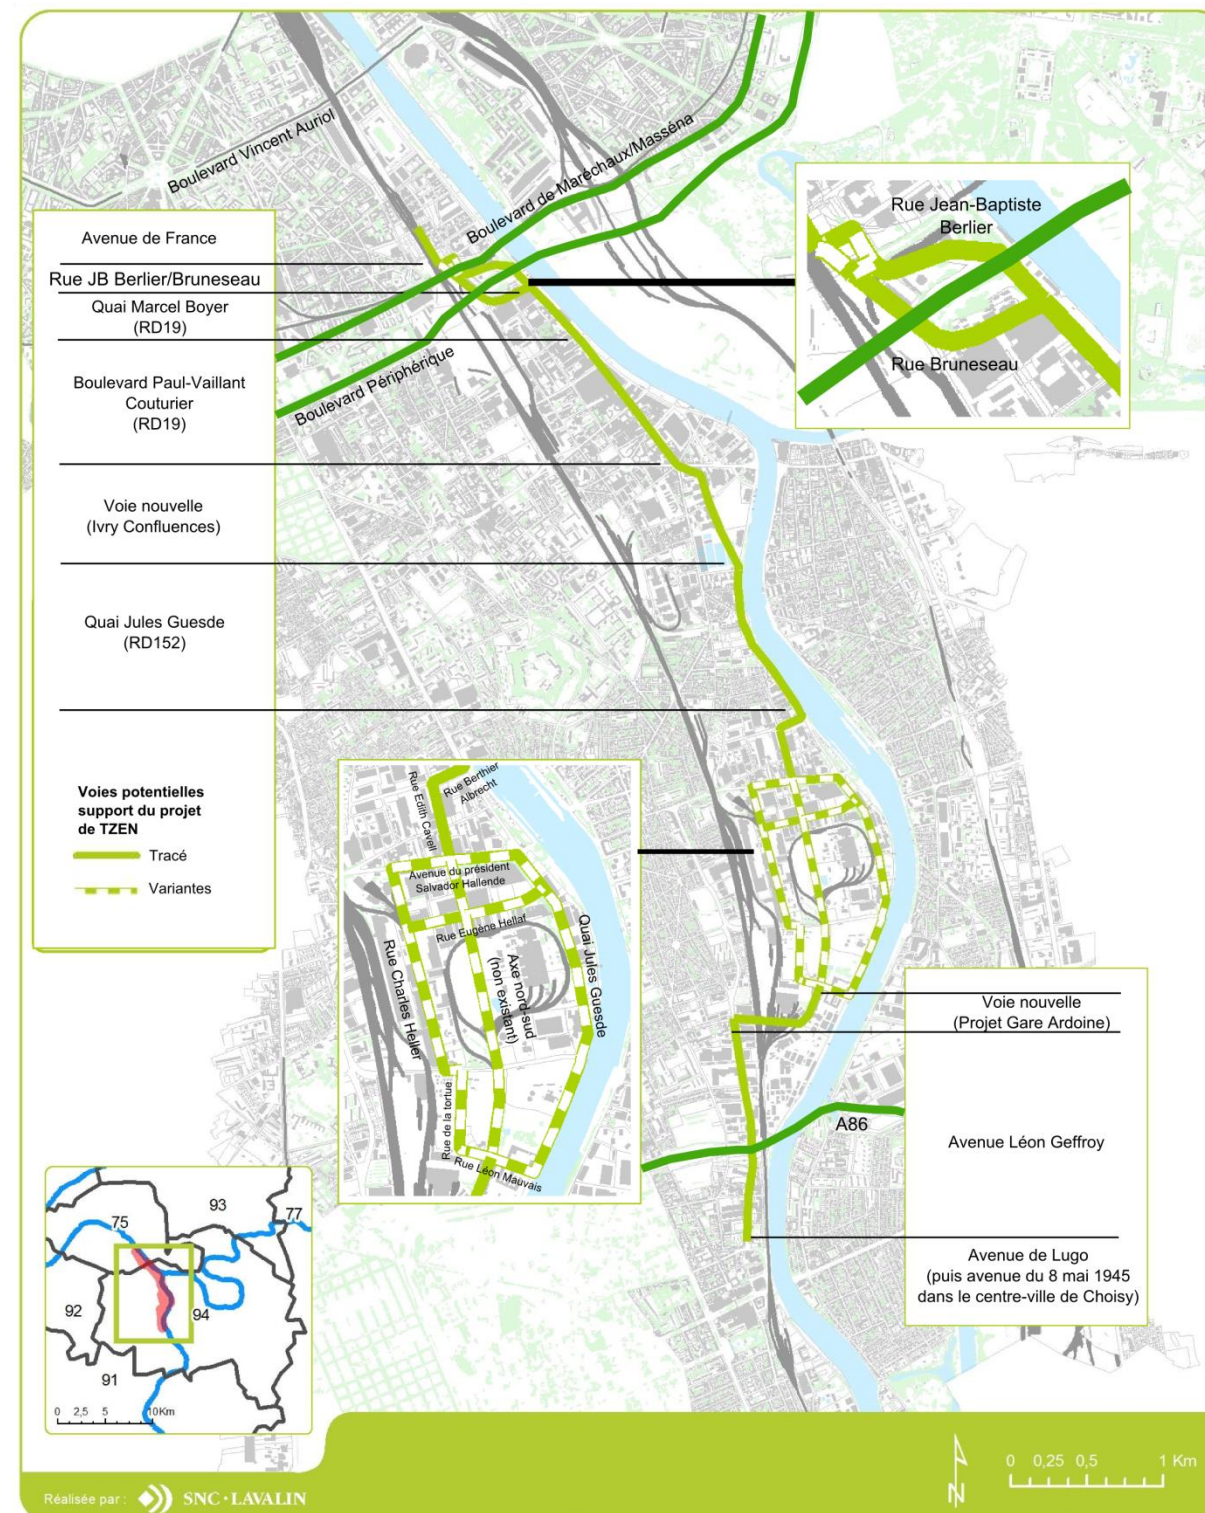 Boulevard Vincent Auriol
Boulevard de Maréchaux/Masséna
Boulevard Périphérique
Avenue de France
Rue JB Berlier/Bruneseau
Quai Marcel Boyer
(RD19)
Boulevard Paul-Vaillant
Couturier
(RD19)
Voie nouvelle
(Ivry Confluences)
Quai Jules Guesde
(RD152)
Voies potentielles
support du projet
de TZEN
Tracé
Variantes
Rue Jean-Baptiste
Berlier
Rue Bruneseau
Rue Berthier
Albrecht
Rue Edith Cavell
Avenue du président
Salvador Hallende
Rue Eugène Hellaf
Quai Jules Guesde
Axe nord-sud
(non existant)
Rue Charles Heller
Rue de la tortue
Rue Léon Mauvais
Voie nouvelle
(Projet Gare Ardoine)
A86
Avenue Léon Geffroy
Avenue de Lugo
(puis avenue du 8 mai 1945
dans le centre-ville de Choisy)
93
75
77
92
94
91
0 2,5 5 10Km
N
0 0,25 0,5 1 Km
Réalisée par : SNC·LAVALIN